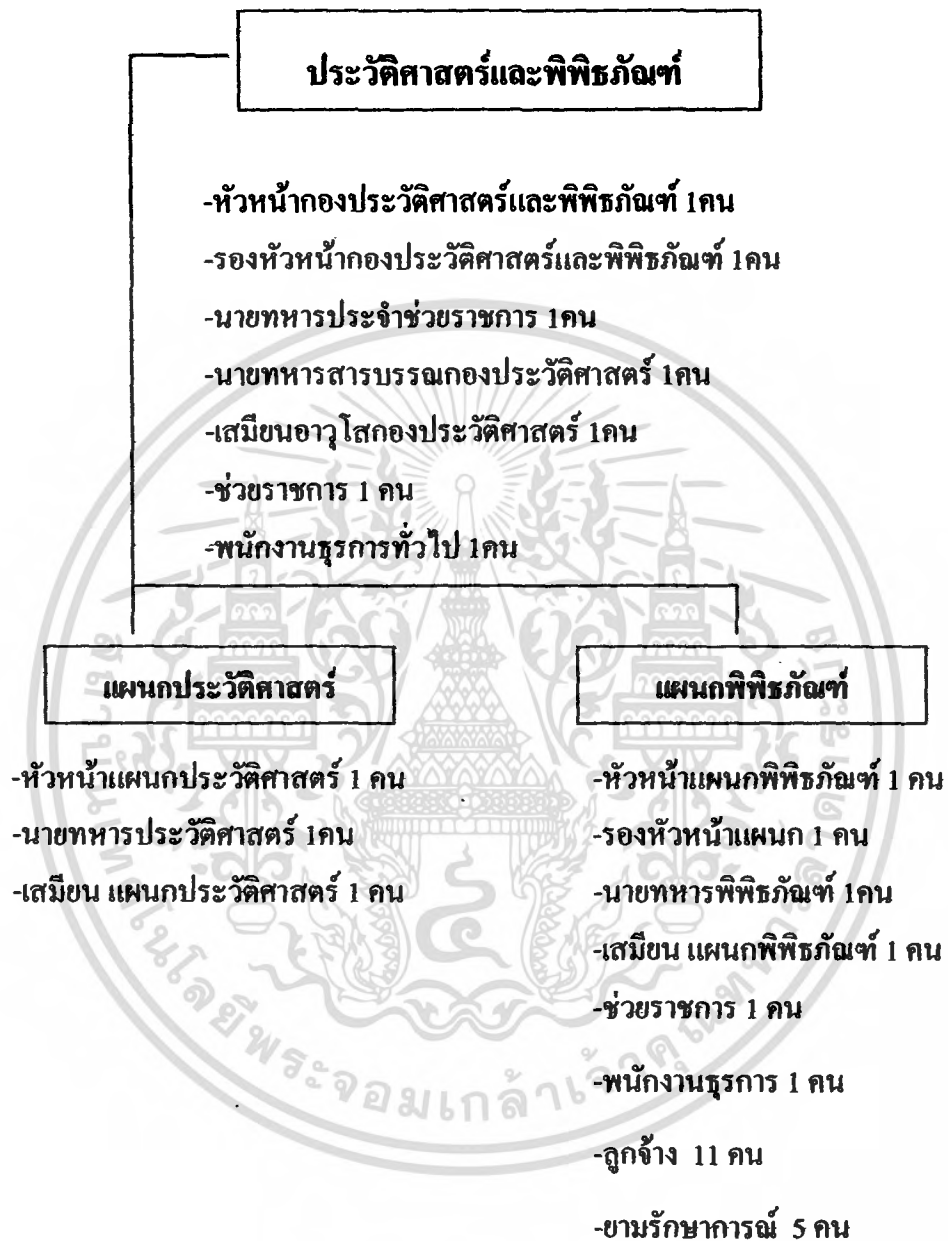 ประวัติศาสตร์และพิพิธภัณฑ์
-หัวหน้ากองประวัติศาสตร์และพิพิธภัณฑ์ 1คน
-รองหัวหน้ากองประวัติศาสตร์และพิพิธภัณฑ์ 1คน
-นายทหารประจำช่วยราชการ 1คน
-นายทหารสารบรรณกองประวัติศาสตร์ 1คน
-เสมียนอาวุโสกองประวัติศาสตร์ 1คน
-ช่วยราชการ 1 คน
-พนักงานธุรการทั่วไป 1คน
แผนกประวัติศาสตร์
-หัวหน้าแผนกประวัติศาสตร์ 1 คน
-นายทหารประวัติศาสตร์ 1คน
-เสมียน แผนกประวัติศาสตร์ 1 คน
แผนกพิพิธภัณฑ์
-หัวหน้าแผนกพิพิธภัณฑ์ 1 คน
-รองหัวหน้าแผนก 1 คน
-นายทหารพิพิธภัณฑ์ 1คน
-เสมียน แผนกพิพิธภัณฑ์ 1 คน
-ช่วยราชการ 1 คน
-พนักงานธุรการ 1 คน
-ลูกจ้าง 11 คน
-ยามรักษาการณ์ 5 คน